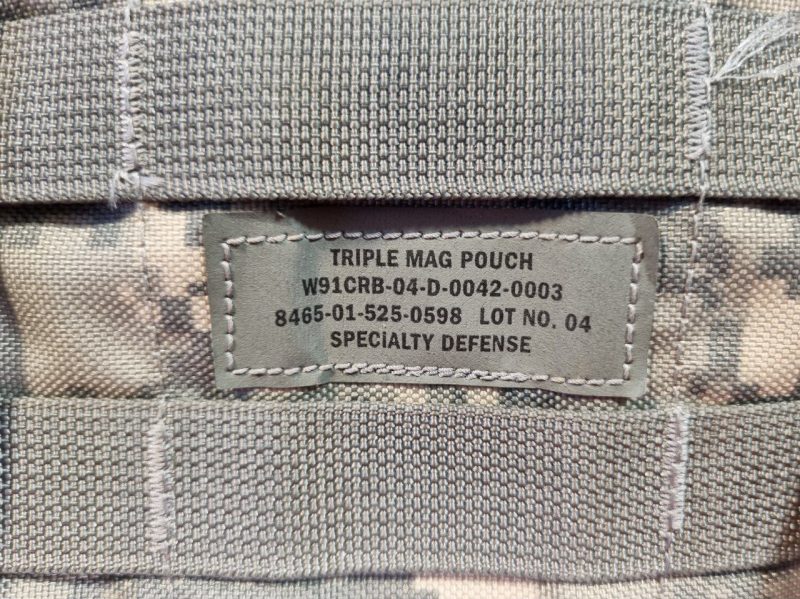 TRIPLE MAG POUCH
W91CRB-04-D-0042-0003
8465-01-525-0598 LOT NO. 04
SPECIALTY DEFENSE